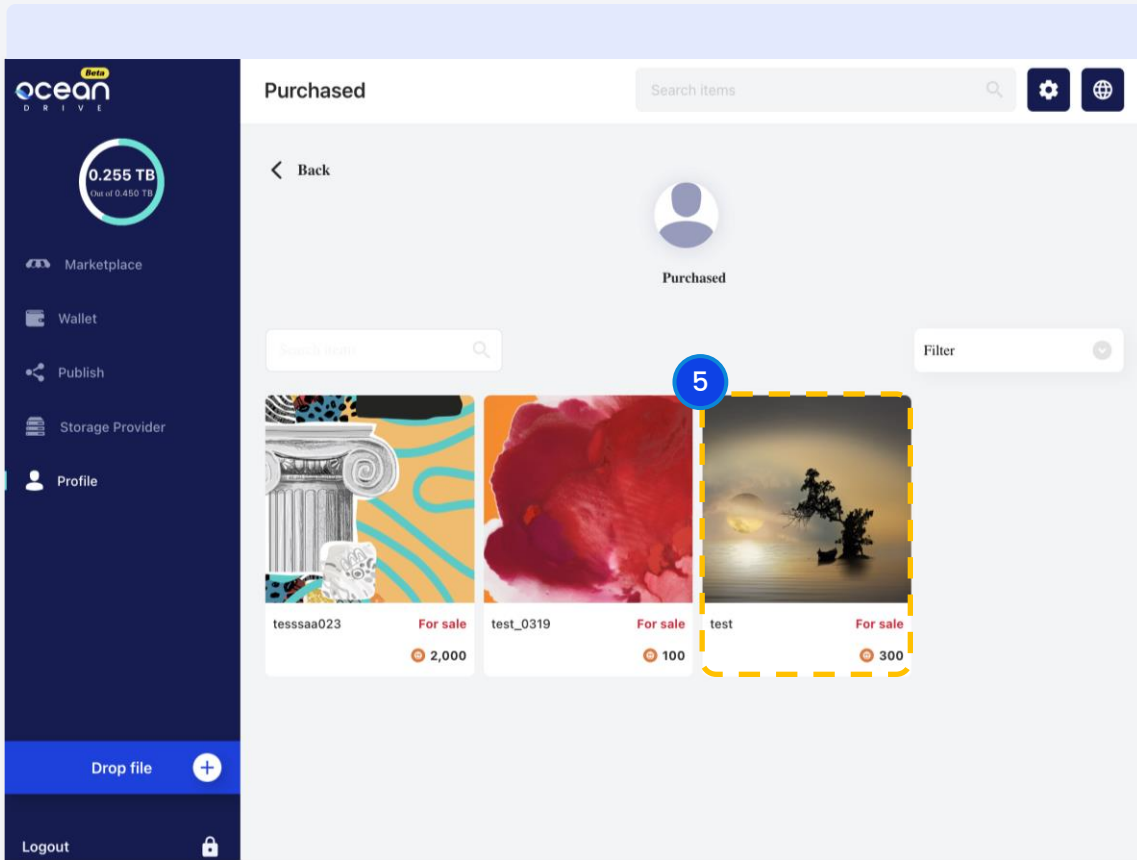 Beta
ocean
DRIVE
Purchased
Search items
0.255 TB
Out of 0.450 TB
Back
Purchased
Marketplace
Wallet
Publish
Storage Provider
Profile
Search items
Filter
5
tesssaa023
For sale
2,000
test_0319
For sale
100
test
For sale
300
Drop file
Logout